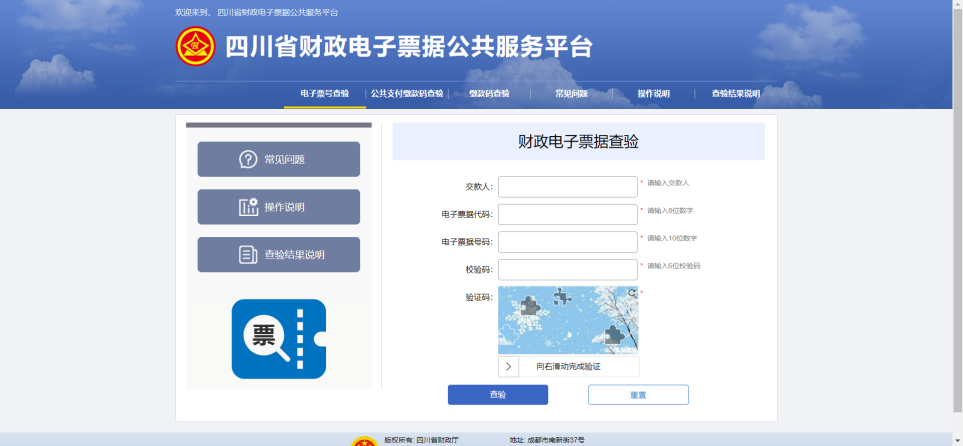 欢迎来到， 四川省财政电子票据公共服务平台
四川省财政电子票据公共服务平台
电子票号查验 公共支付缴款码查验 缴款码查验 常见问题 操作说明 查验结果说明
常见问题
操作说明
查验结果说明
票
财政电子票据查验
交款人: * 请输入交款人
电子票据代码: * 请输入8位数字
电子票据号码: * 请输入10位数字
校验码: * 请输入6位校验码
验证码: *
向右滑动完成验证
查验 重置
版权所有: 四川省财政厅 地址: 成都市南新街37号